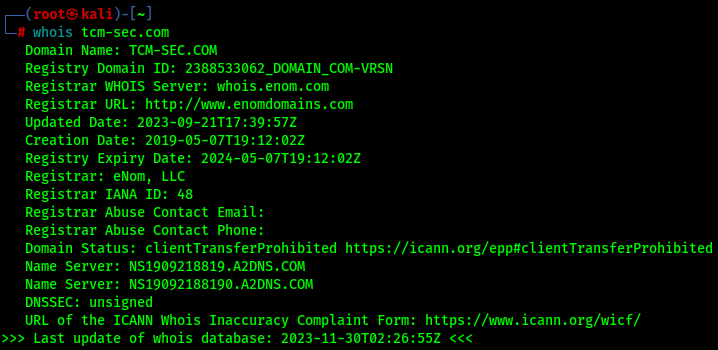 ┌──(root㉿kali)-[~]
└─# whois tcm-sec.com
Domain Name: TCM-SEC.COM
Registry Domain ID: 2388533062_DOMAIN_COM-VRSN
Registrar WHOIS Server: whois.enom.com
Registrar URL: http://www.enomdomains.com
Updated Date: 2023-09-21T17:39:57Z
Creation Date: 2019-05-07T19:12:02Z
Registry Expiry Date: 2024-05-07T19:12:02Z
Registrar: eNom, LLC
Registrar IANA ID: 48
Registrar Abuse Contact Email:
Registrar Abuse Contact Phone:
Domain Status: clientTransferProhibited https://icann.org/epp#clientTransferProhibited
Name Server: NS1909218819.A2DNS.COM
Name Server: NS19092188190.A2DNS.COM
DNSSEC: unsigned
URL of the ICANN Whois Inaccuracy Complaint Form: https://www.icann.org/wicf/
>>> Last update of whois database: 2023-11-30T02:26:55Z <<<